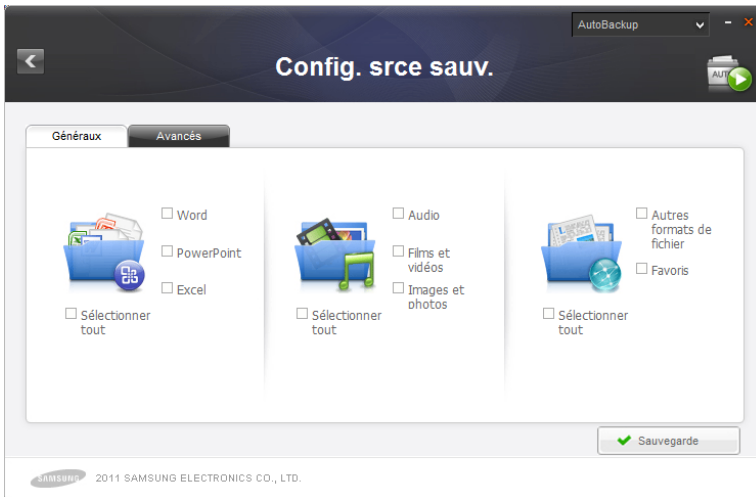 AutoBackup
Config. srce sauv.
AUT
Généraux
Avancés
Word
PowerPoint
Excel
Sélectionner
tout
Audio
Films et
vidéos
Images et
photos
Sélectionner
tout
Autres
formats de
fichier
Favoris
Sélectionner
tout
Sauvegarde
SAMSUNG 2011 SAMSUNG ELECTRONICS CO., LTD.